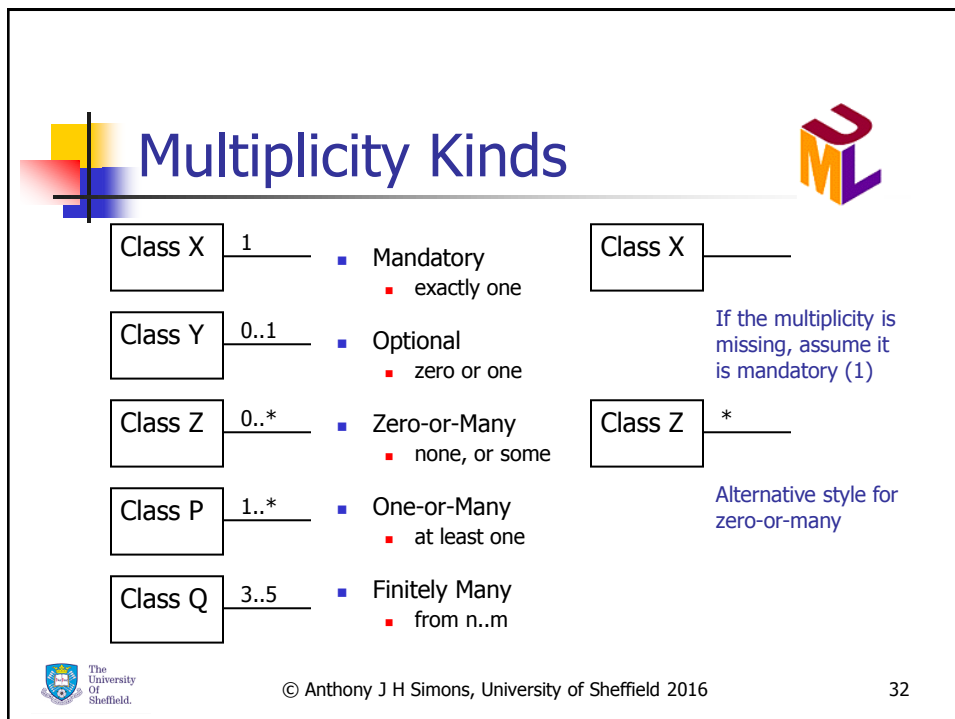 Multiplicity Kinds
UML
Class X
1
Mandatory
exactly one
Class X
If the multiplicity is
missing, assume it
is mandatory (1)
Class Y
0..1
Optional
zero or one
Class Z
0..*
Zero-or-Many
none, or some
Class Z
*
Alternative style for
zero-or-many
Class P
1..*
One-or-Many
at least one
Class Q
3..5
Finitely Many
from n..m
The
University
Of
Sheffield.
© Anthony J H Simons, University of Sheffield 2016
32